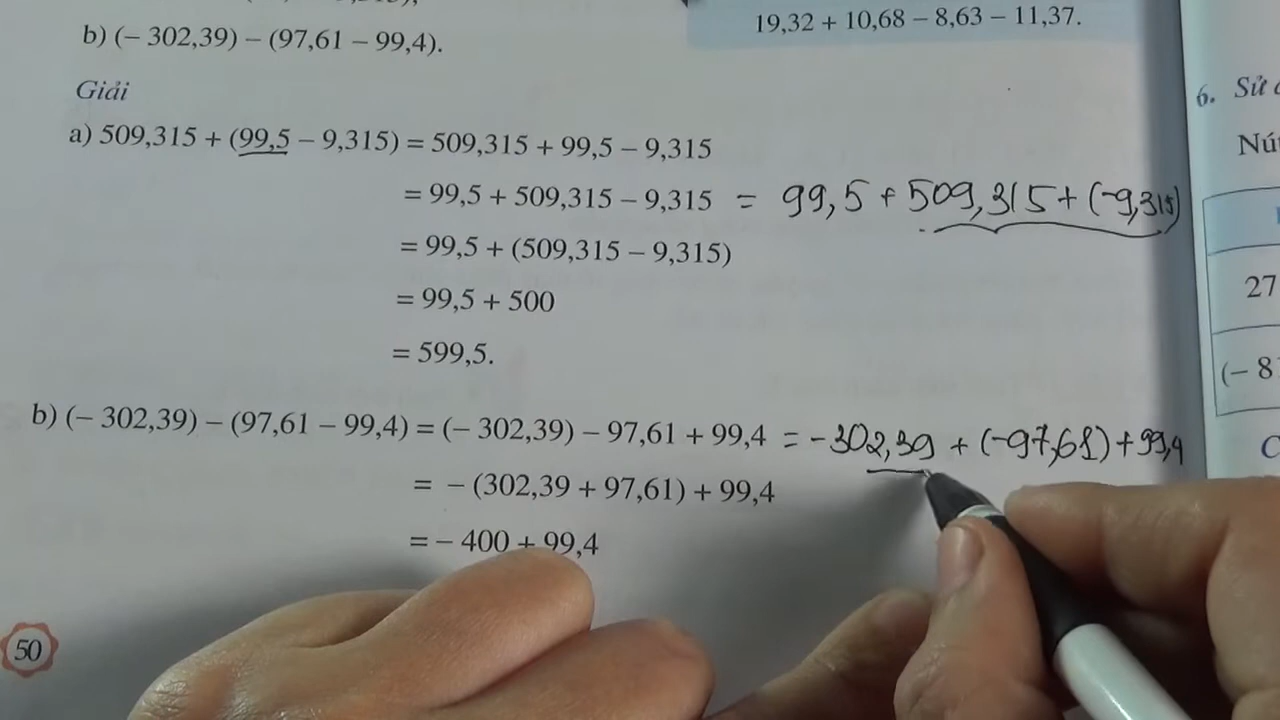 b) (– 302,39) – (97,61 – 99,4).
19,32 + 10,68 – 8,63 – 11,37.
Giải
a) 509,315 + (99,5 – 9,315) = 509,315 + 99,5 – 9,315
= 99,5 + 509,315 – 9,315 = 99,5 + 509,315 + (-9,315)
= 99,5 + (509,315 – 9,315)
= 99,5 + 500
= 599,5.
b) (– 302,39) – (97,61 – 99,4) = (– 302,39) – 97,61 + 99,4 = -302,39 + (-97,61) + 99,4
= – (302,39 + 97,61) + 99,4
= – 400 + 99,4
50
6. Sử
27
(– 8